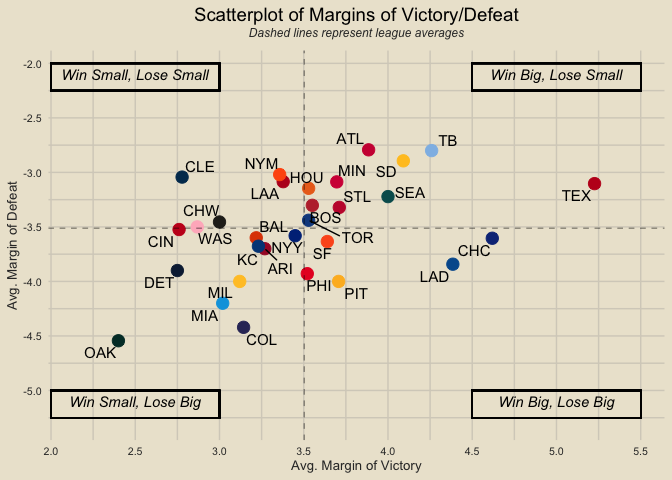 Scatterplot of Margins of Victory/Defeat
Dashed lines represent league averages
-2.0
Win Small, Lose Small
Win Big, Lose Small
-2.5
ATL
TB
-3.0
CLE
NYM
HOU
MIN
SD
LAA
STL
SEA
TEX
CHW
BOS
-3.5
CIN
WAS
BAL
TOR
NYY
SF
CHC
KC
ARI
DET
LAD
-4.0
MIL
PHI
PIT
MIA
COL
-4.5
OAK
-5.0
Win Small, Lose Big
Win Big, Lose Big
2.0 2.5 3.0 3.5 4.0 4.5 5.0 5.5
Avg. Margin of Victory
Avg. Margin of Defeat